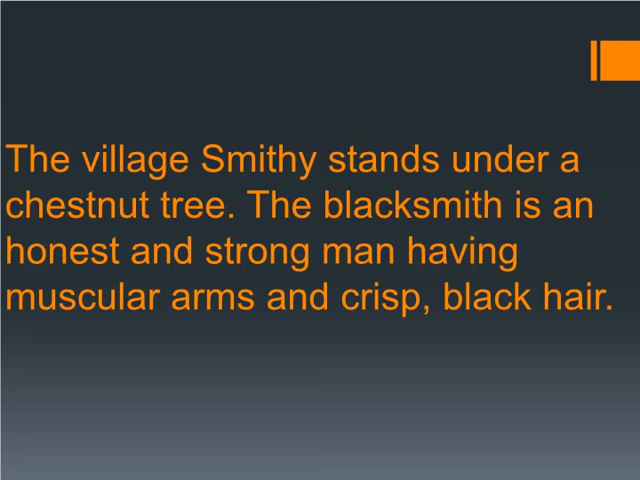 The village Smithy stands under a
chestnut tree. The blacksmith is an
honest and strong man having
muscular arms and crisp, black hair.